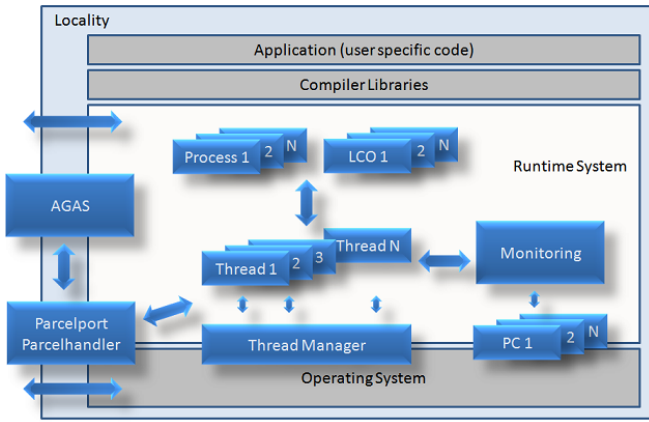 Locality
Application (user specific code)
Compiler Libraries
Process 1
2
N
LCO 1
2
N
Runtime System
AGAS
Thread 1
2
3
Thread N
Monitoring
Parcelport
Parcelhandler
Thread Manager
PC 1
2
N
Operating System